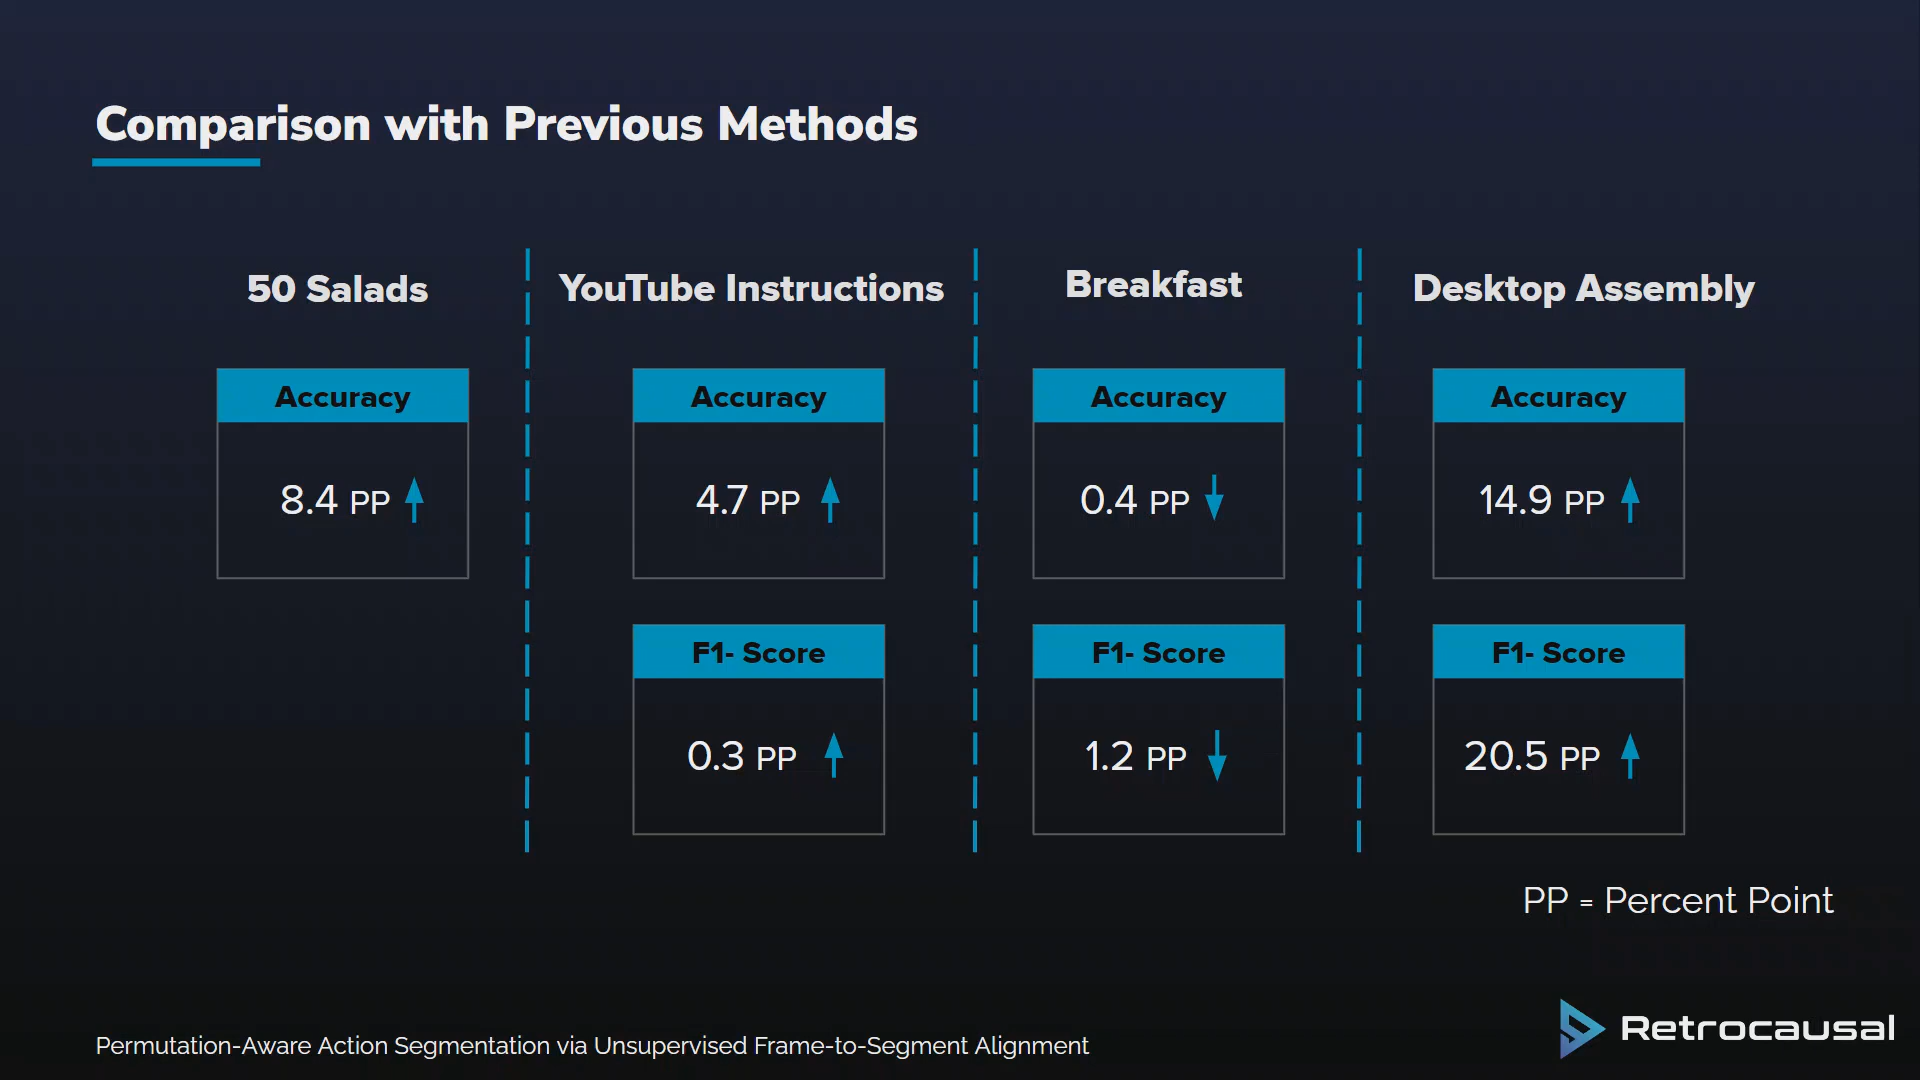 Comparison with Previous Methods
50 Salads
Accuracy
8.4 PP
YouTube Instructions
Accuracy
4.7 PP
F1- Score
0.3 PP
Breakfast
Accuracy
0.4 PP
F1- Score
1.2 PP
Desktop Assembly
Accuracy
14.9 PP
F1- Score
20.5 PP
PP = Percent Point
Permutation-Aware Action Segmentation via Unsupervised Frame-to-Segment Alignment
Retrocausal